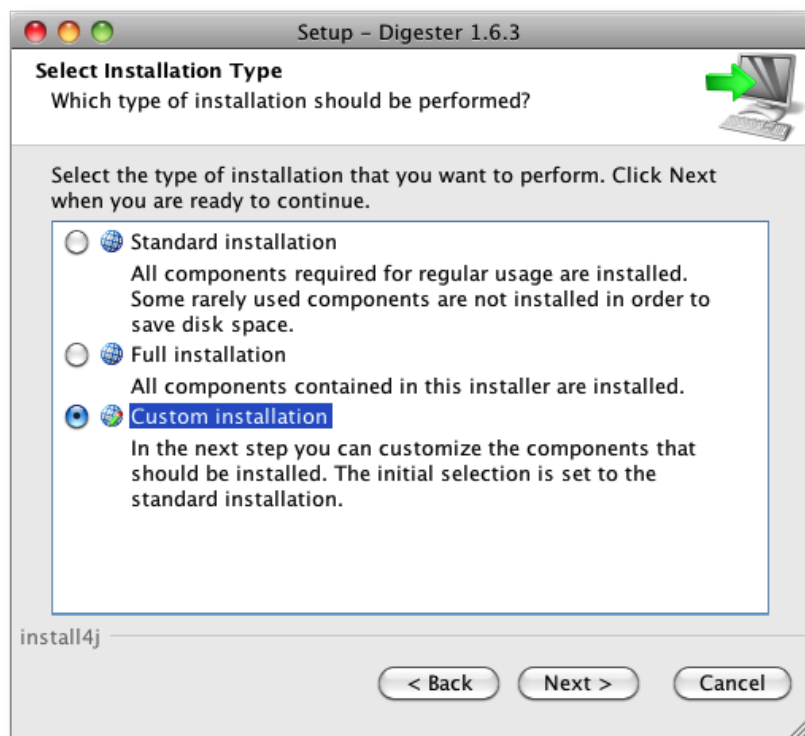 Setup – Digester 1.6.3
Select Installation Type
Which type of installation should be performed?
Select the type of installation that you want to perform. Click Next
when you are ready to continue.
Standard installation
All components required for regular usage are installed.
Some rarely used components are not installed in order to
save disk space.
Full installation
All components contained in this installer are installed.
Custom installation
In the next step you can customize the components that
should be installed. The initial selection is set to the
standard installation.
install4j
< Back Next > Cancel